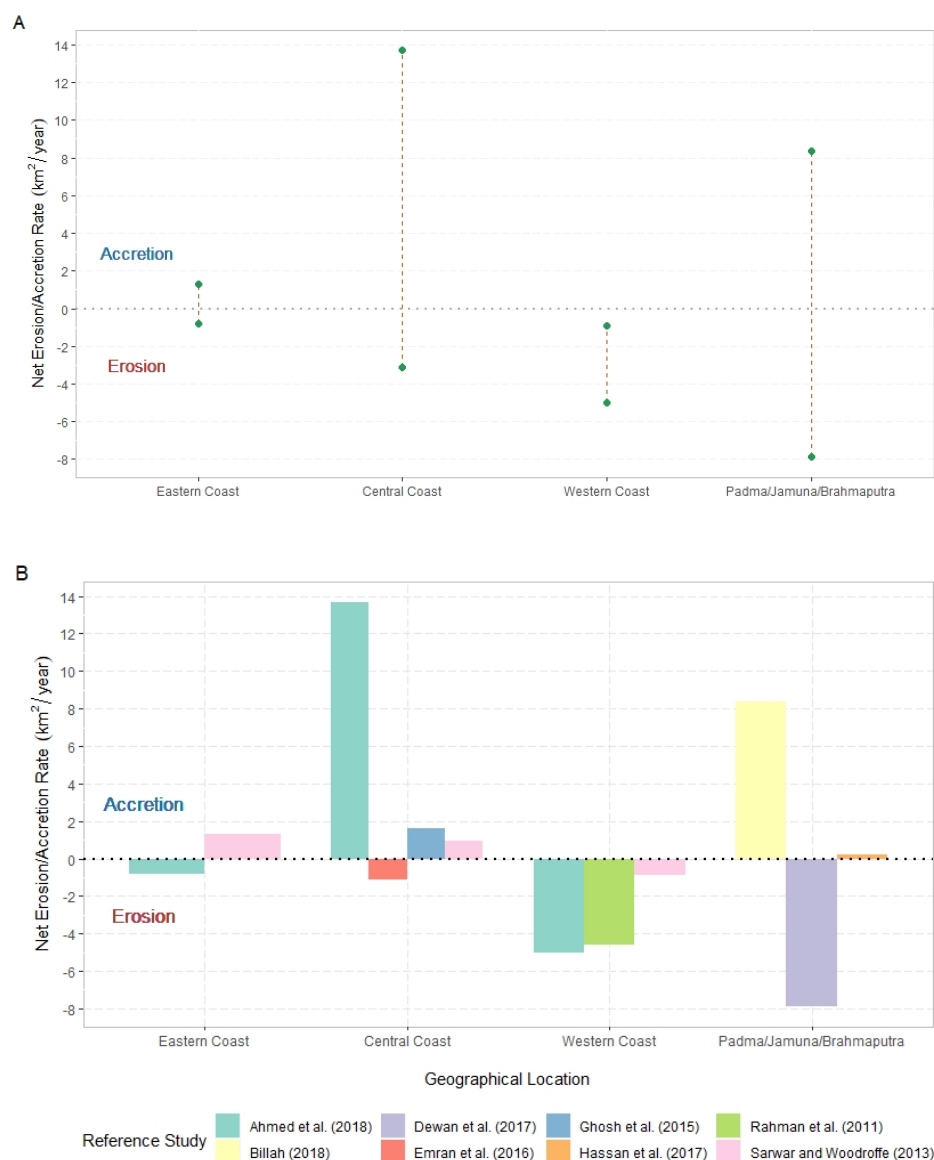 A
Net Erosion/Accretion Rate (km²/year)
14
12
10
8
6
4
2
0
-2
-4
-6
-8
Accretion
Erosion
Eastern Coast Central Coast Western Coast Padma/Jamuna/Brahmaputra
B
Net Erosion/Accretion Rate (km²/year)
14
12
10
8
6
4
2
0
-2
-4
-6
-8
Accretion
Erosion
Eastern Coast Central Coast Western Coast Padma/Jamuna/Brahmaputra
Geographical Location
Reference Study
Ahmed et al. (2018) Dewan et al. (2017) Ghosh et al. (2015) Rahman et al. (2011)
Billah (2018) Emran et al. (2016) Hassan et al. (2017) Sarwar and Woodroffe (2013)